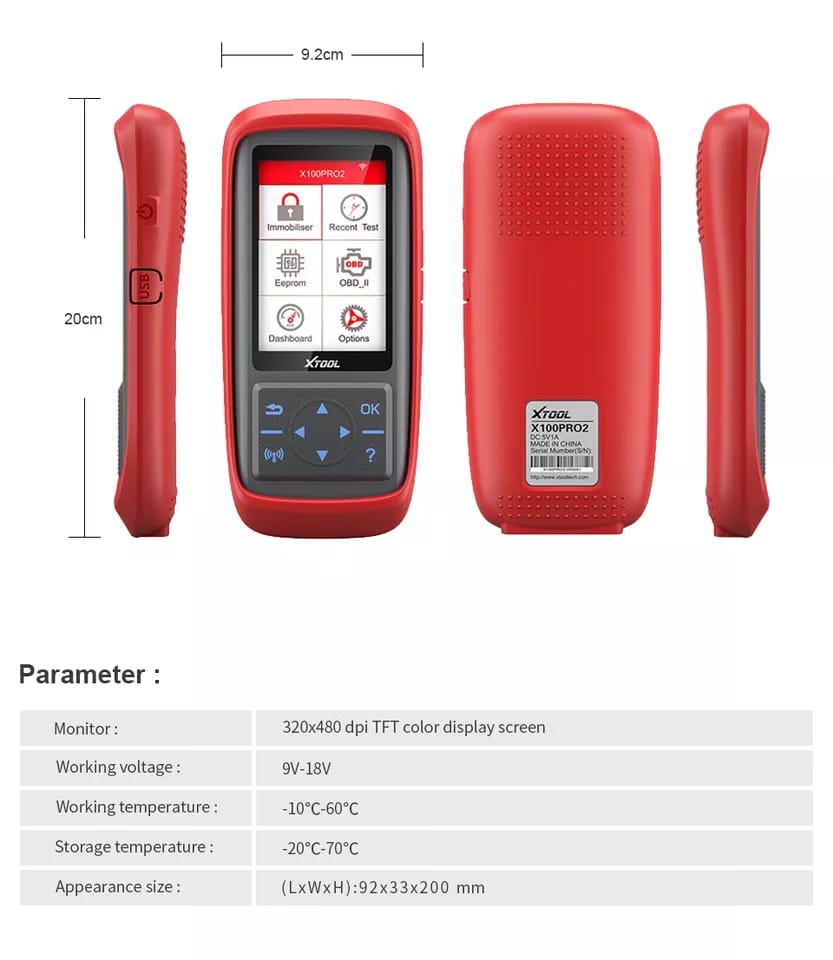 9.2cm
20cm
USB
X100PRO2
Immobiliser
Recent Test
Eeprom
OBD
OBD_II
Dashboard
Options
XTOOL
OK
?
XTOOL
X100PRO2
DC:5V1A
MADE IN CHINA
Serial Mumber(S/N):
http://www.xtooltech.com
Parameter :
Monitor : 320x480 dpi TFT color display screen
Working voltage : 9V-18V
Working temperature : -10℃-60℃
Storage temperature : -20℃-70℃
Appearance size : (LxWxH):92x33x200 mm